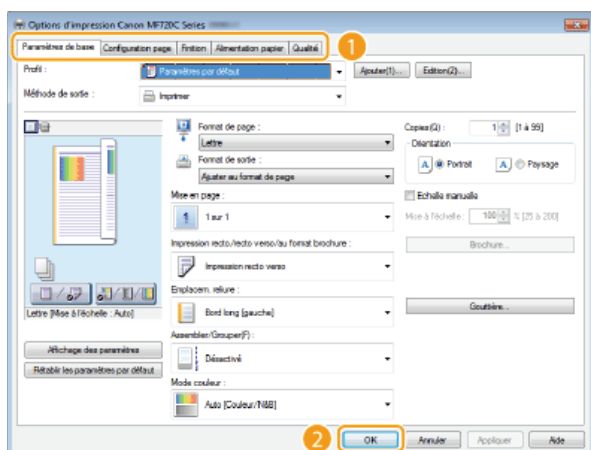 Options d'impression Canon MF720C Series
Paramètres de base Configuration page Finition Alimentation papier Qualité 1
Profil : Paramètres par défaut Ajouter(1)... Edition(2)...
Méthode de sortie : Imprimer
Format de page : Copies(Q) : 1 [1 à 99]
Lettre Orientation
Format de sortie : A Portrait A Paysage
Ajuster au format de page
Mise en page : Echelle manuelle
1 1 sur 1 Mise à l'échelle : 100 % [25 à 200]
Impression recto./recto verso/au format brochure : Brochure...
Impression recto verso
Emplacem. reliure :
Bord long [gauche] Gouttière...
Lettre [Mise à l'échelle : Auto]
Assembler/Grouper(F) :
Affichage des paramètres Désactivé
Rétablir les paramètres par défaut
Mode couleur :
Auto [Couleur/N&B]
2 OK Annuler Appliquer Aide